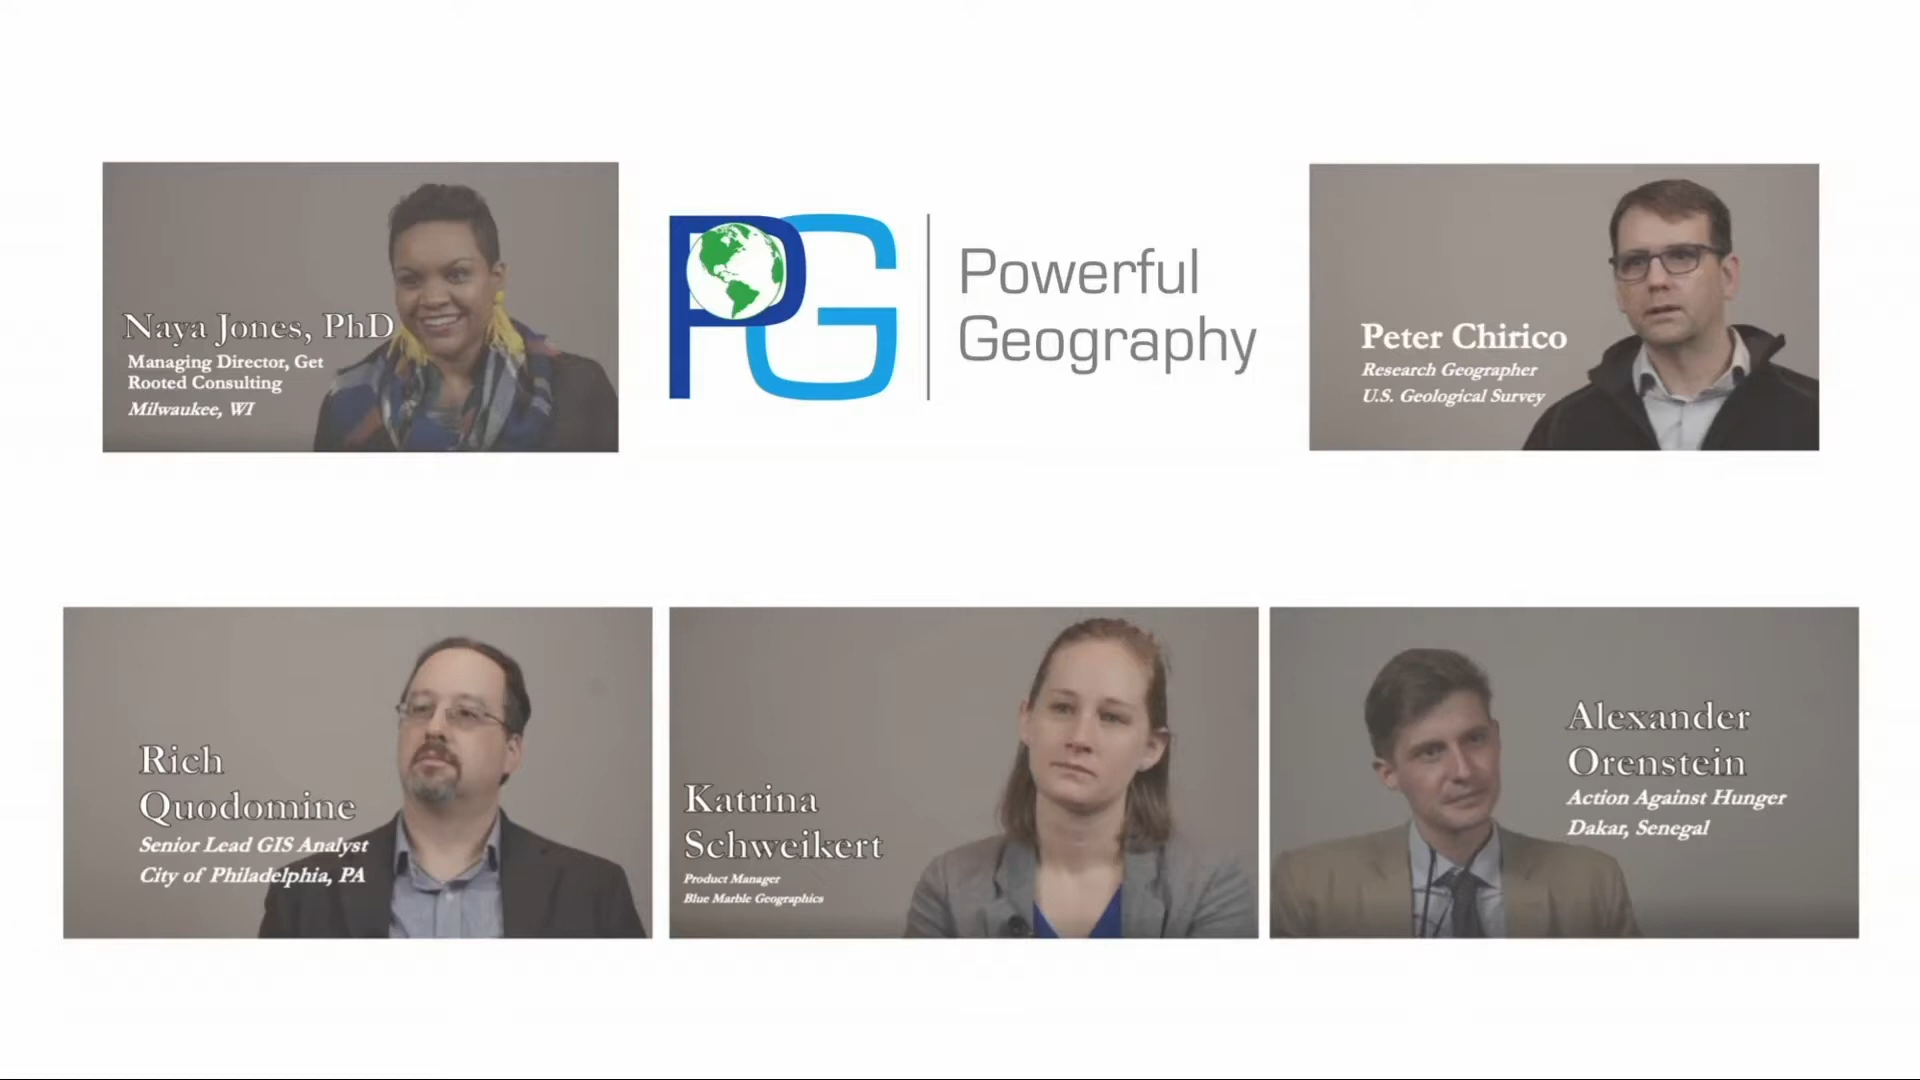 Naya Jones, PhD
Managing Director, Get
Rooted Consulting
Milwaukee, WI
PG
Powerful
Geography
Peter Chirico
Research Geographer
U.S. Geological Survey
Rich
Quodomine
Senior Lead GIS Analyst
City of Philadelphia, PA
Katrina
Schweikert
Product Manager
Blue Marble Geographics
Alexander
Orenstein
Action Against Hunger
Dakar, Senegal